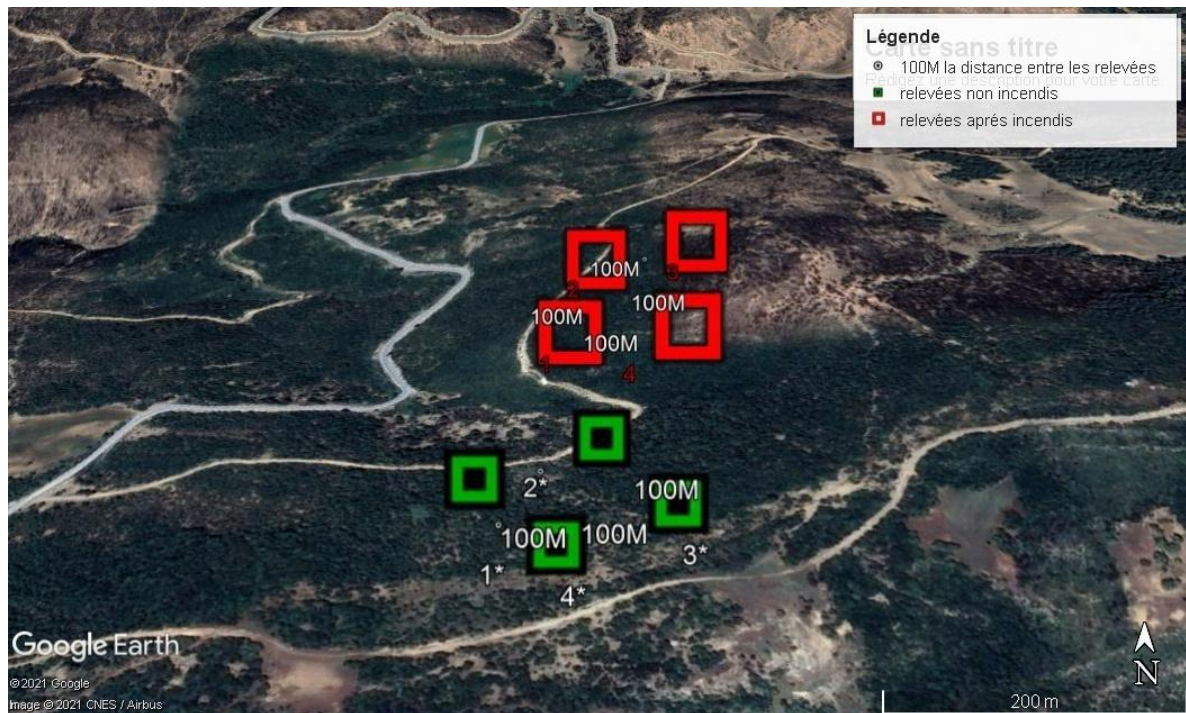 Légende
Carte sans titre
100M la distance entre les relevées
Rédigez une description pour votre carte.
relevées non incendis
relevées aprés incendis
100M
3
2
100M
100M
100M
1
4
2*
100M
100M
100M
3*
1*
4*
Google Earth
N
© 2021 Google
Image © 2021 CNES / Airbus
200 m